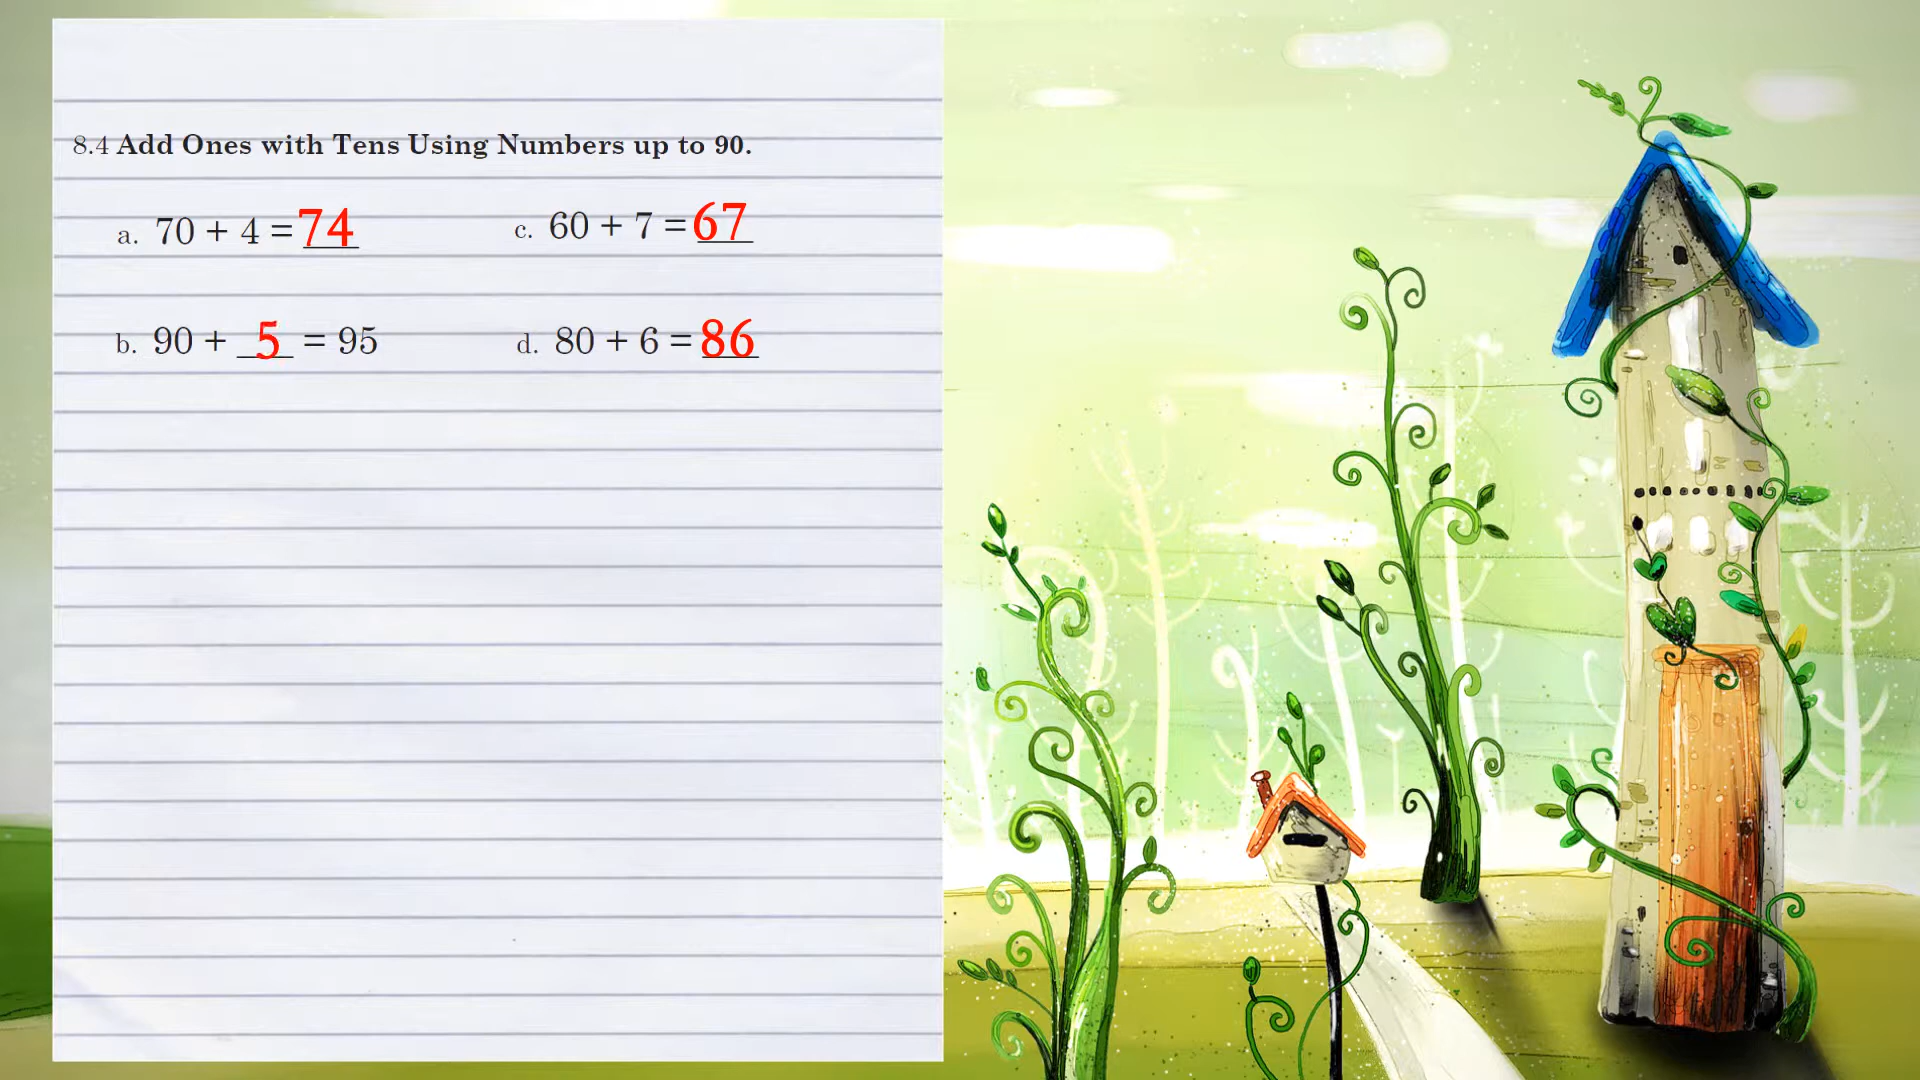 8.4 Add Ones with Tens Using Numbers up to 90.
a. 70 + 4 = 74
c. 60 + 7 = 67
b. 90 + 5 = 95
d. 80 + 6 = 86